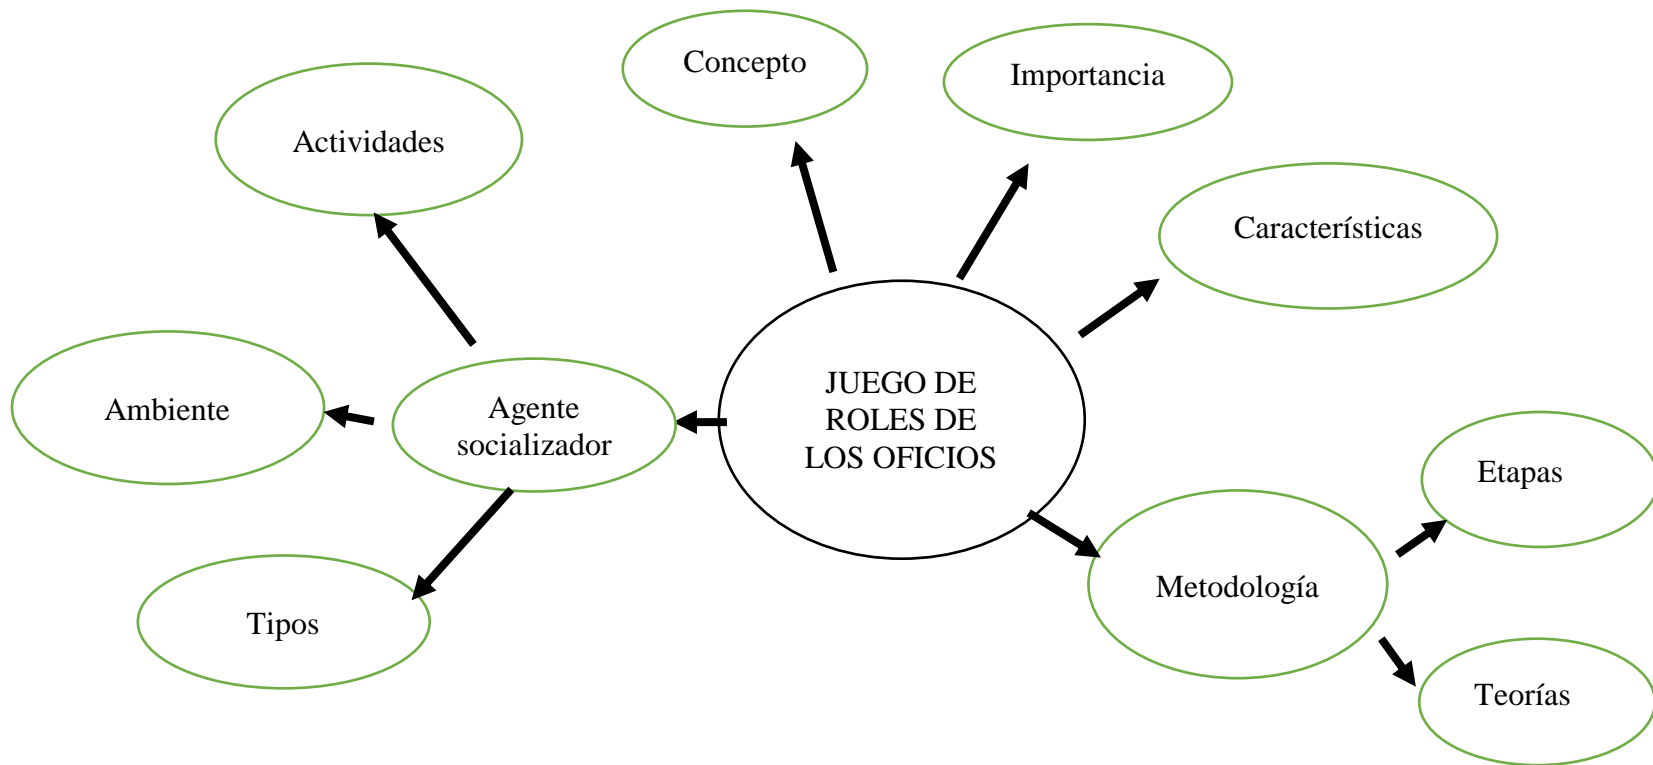 Concepto
Importancia
Actividades
Características
JUEGO DE
ROLES DE
LOS OFICIOS
Ambiente
Agente
socializador
Etapas
Metodología
Tipos
Teorías